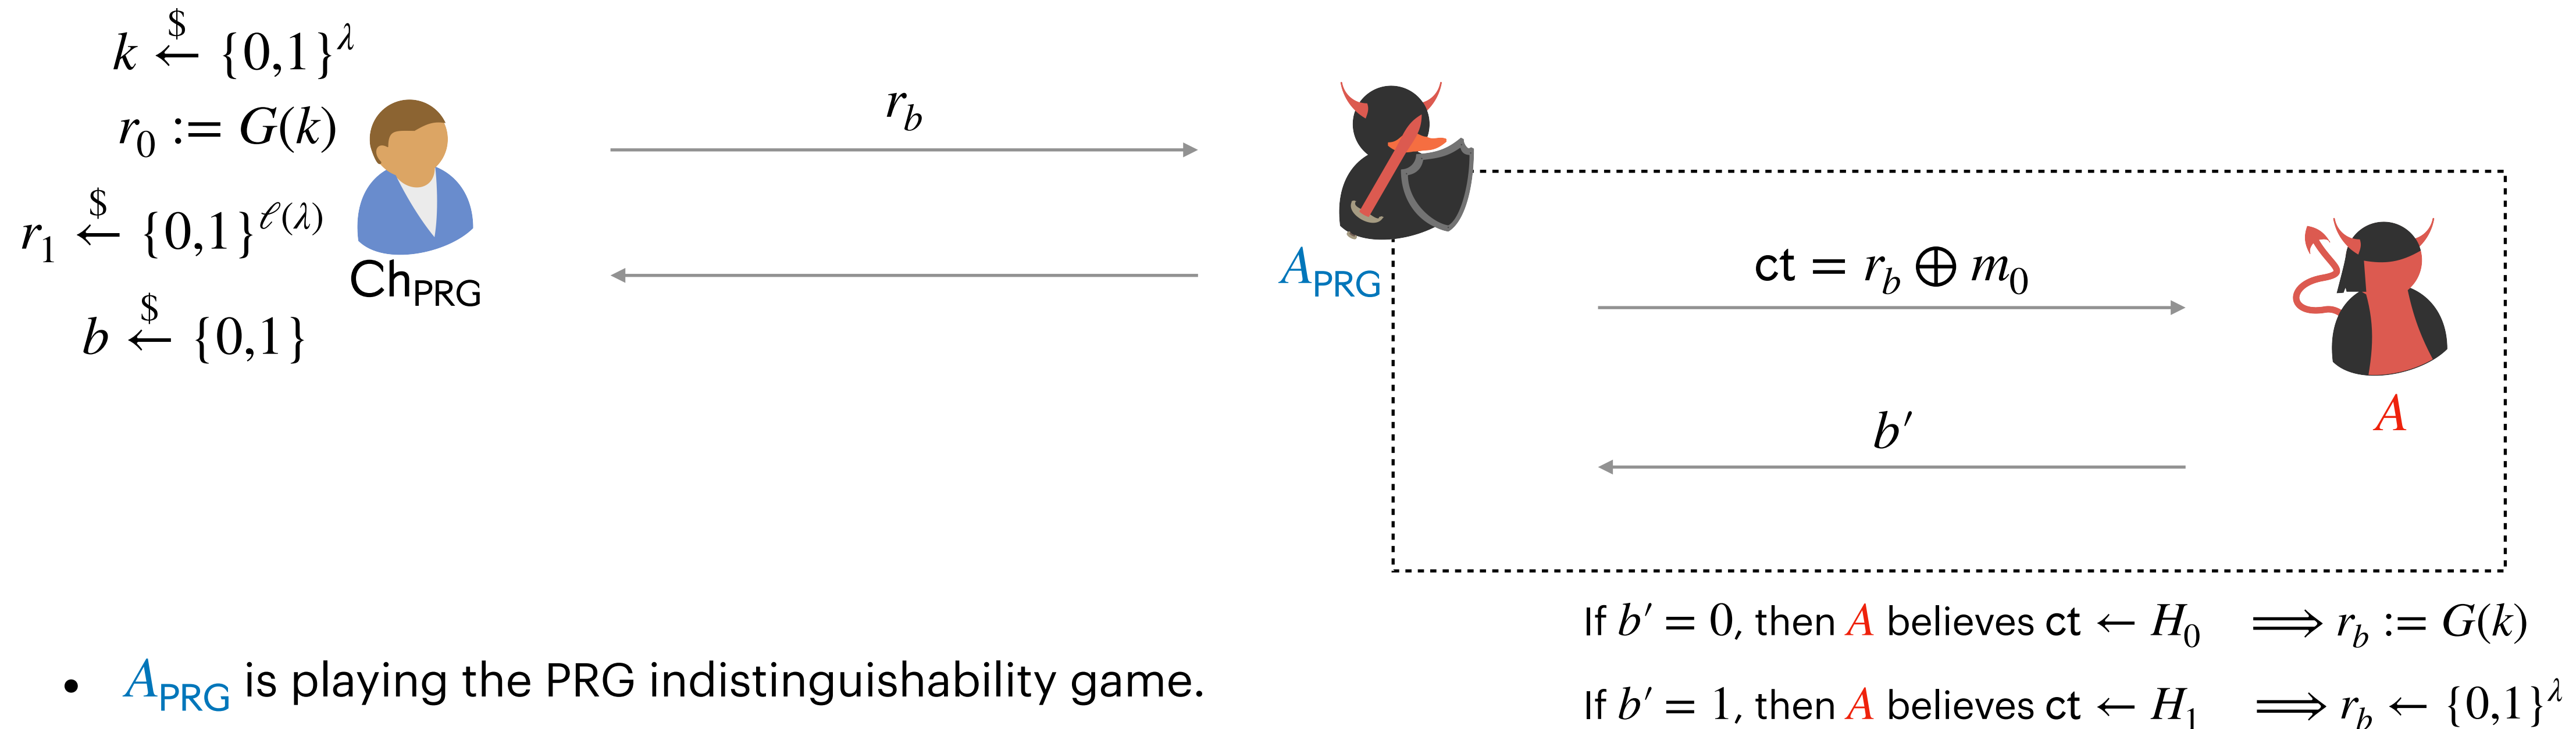 k ←$ {0,1}^λ
r_0 := G(k)
r_1 ←$ {0,1}^ℓ(λ)
b ←$ {0,1}
Ch_PRG
r_b
A_PRG
ct = r_b ⊕ m_0
b′
A
If b′ = 0, then A believes ct ← H_0 ⟹ r_b := G(k)
If b′ = 1, then A believes ct ← H_1 ⟹ r_b ← {0,1}^λ
• A_PRG is playing the PRG indistinguishability game.